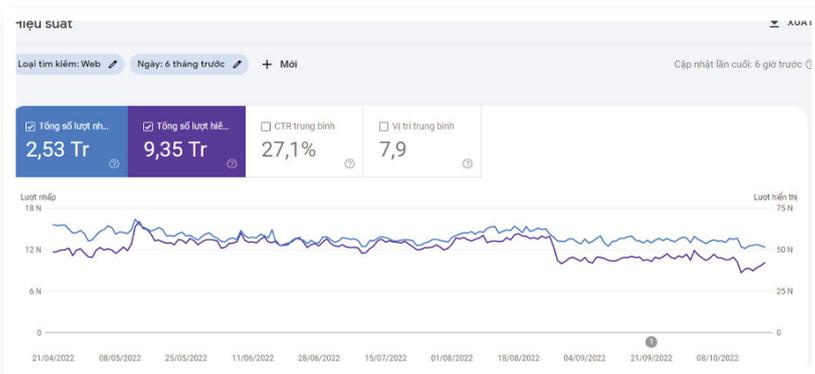 Hiệu suất
XUẤT
Loại tìm kiếm: Web
Ngày: 6 tháng trước
+ Mới
Cập nhật lần cuối: 6 giờ trước
Tổng số lượt nh...
Tổng số lượt hiể...
CTR trung bình
Vị trí trung bình
2,53 Tr
9,35 Tr
27,1%
7,9
Lượt nhấp
Lượt hiển thị
18 N
75 N
12 N
50 N
6 N
25 N
0
0
1
21/04/2022
08/05/2022
25/05/2022
11/06/2022
28/06/2022
15/07/2022
01/08/2022
18/08/2022
04/09/2022
21/09/2022
08/10/2022